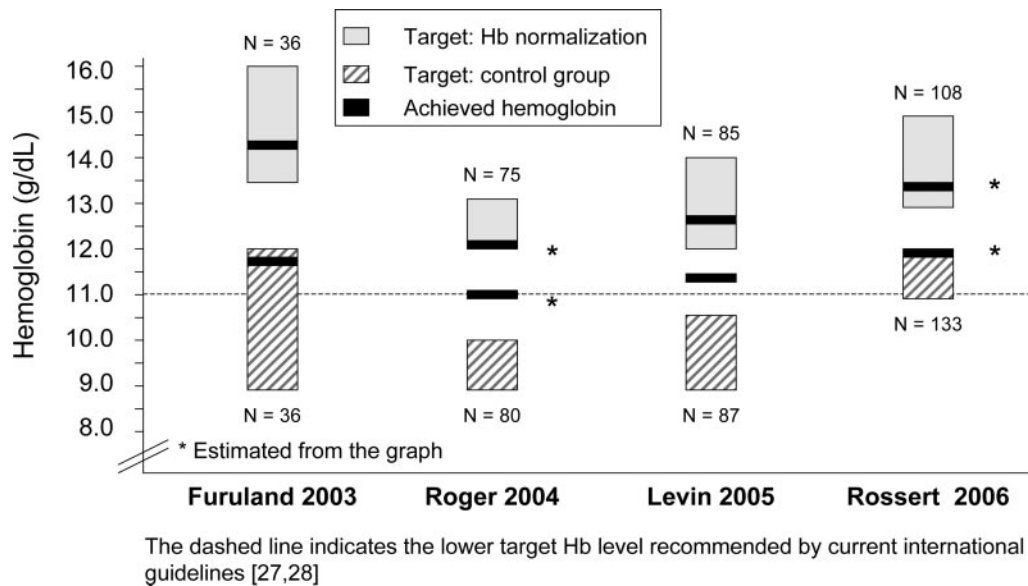 Target: Hb normalization
Target: control group
Achieved hemoglobin
Hemoglobin (g/dL)
16.0
15.0
14.0
13.0
12.0
11.0
10.0
9.0
8.0
N = 36
N = 75
N = 85
N = 108
*
*
*
*
N = 36
N = 80
N = 87
N = 133
* Estimated from the graph
Furuland 2003
Roger 2004
Levin 2005
Rossert 2006
The dashed line indicates the lower target Hb level recommended by current international
guidelines [27,28]